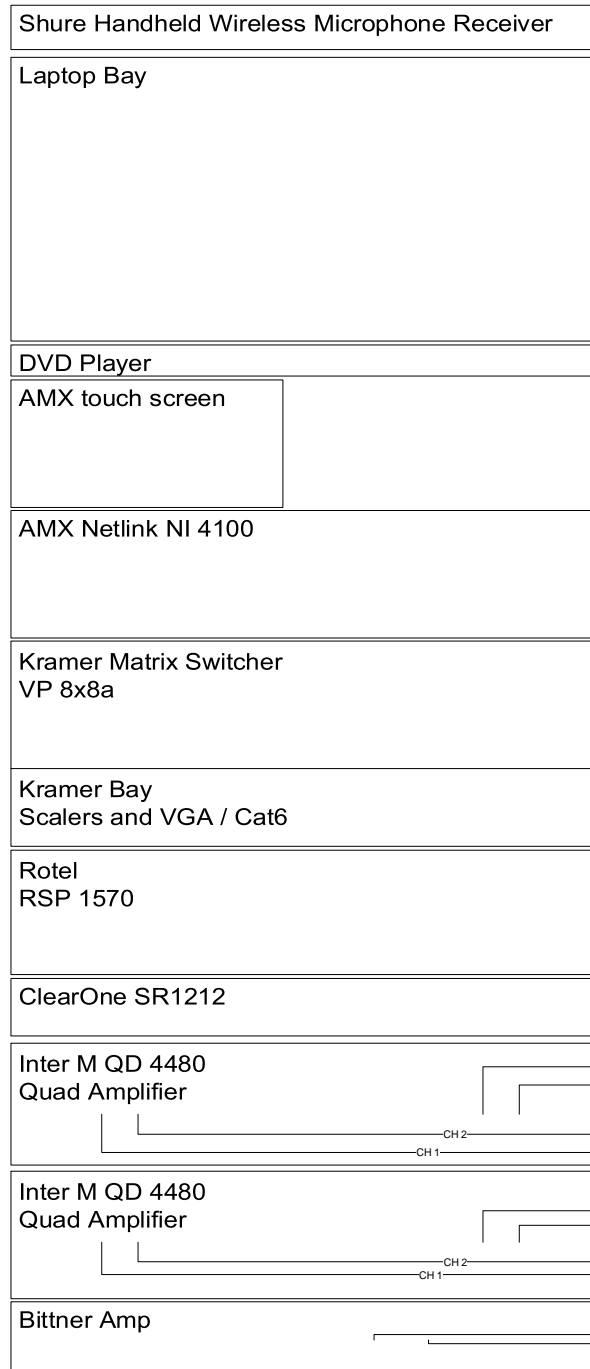 Shure Handheld Wireless Microphone Receiver
Laptop Bay
DVD Player
AMX touch screen
AMX Netlink NI 4100
Kramer Matrix Switcher
VP 8x8a
Kramer Bay
Scalers and VGA / Cat6
Rotel
RSP 1570
ClearOne SR1212
Inter M QD 4480
Quad Amplifier
CH 2
CH 1
Inter M QD 4480
Quad Amplifier
CH 2
CH 1
Bittner Amp